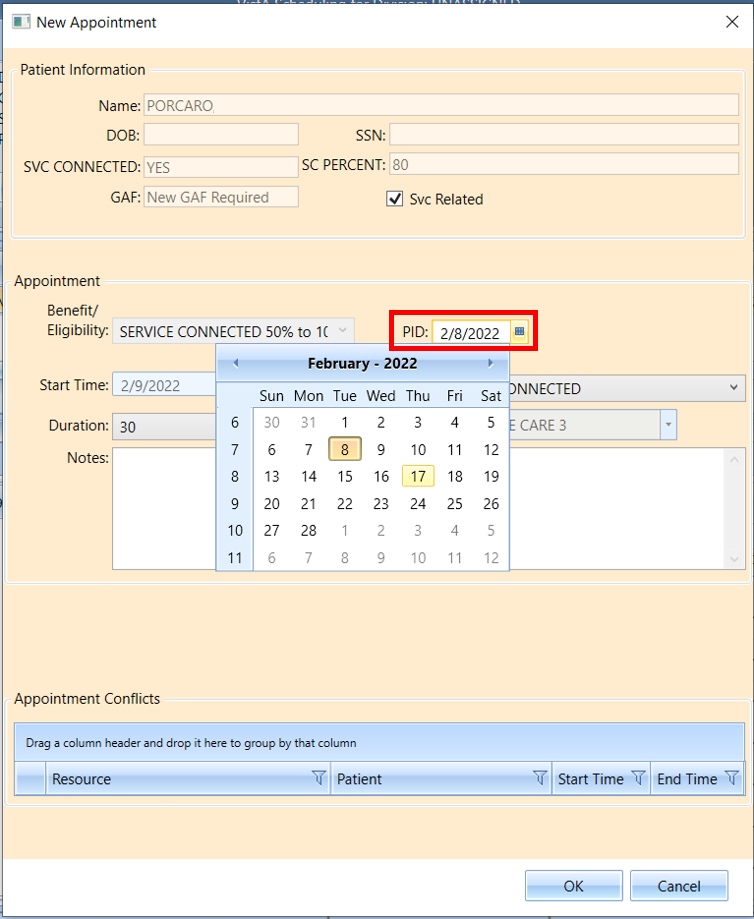 VistA Scheduling for Division: UNASSIGNED
New Appointment
Patient Information
Name: PORCARO,
DOB:
SSN:
SVC CONNECTED: YES
SC PERCENT: 80
GAF: New GAF Required
Svc Related
Appointment
Benefit/
Eligibility: SERVICE CONNECTED 50% to 10
PID: 2/8/2022
February - 2022
Start Time: 2/9/2022
ONNECTED
Duration: 30
E CARE 3
Notes:
Sun Mon Tue Wed Thu Fri Sat
6 30 31 1 2 3 4 5
7 6 7 8 9 10 11 12
8 13 14 15 16 17 18 19
9 20 21 22 23 24 25 26
10 27 28 1 2 3 4 5
11 6 7 8 9 10 11 12
Appointment Conflicts
Drag a column header and drop it here to group by that column
Resource Patient Start Time End Time
OK Cancel